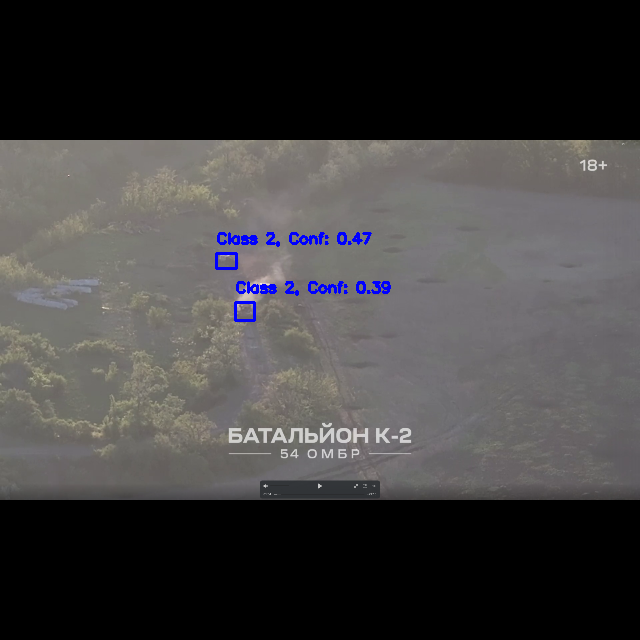 18+
Class 2, Conf: 0.47
Class 2, Conf: 0.39
БАТАЛЬЙОН К-2
54 ОМБР